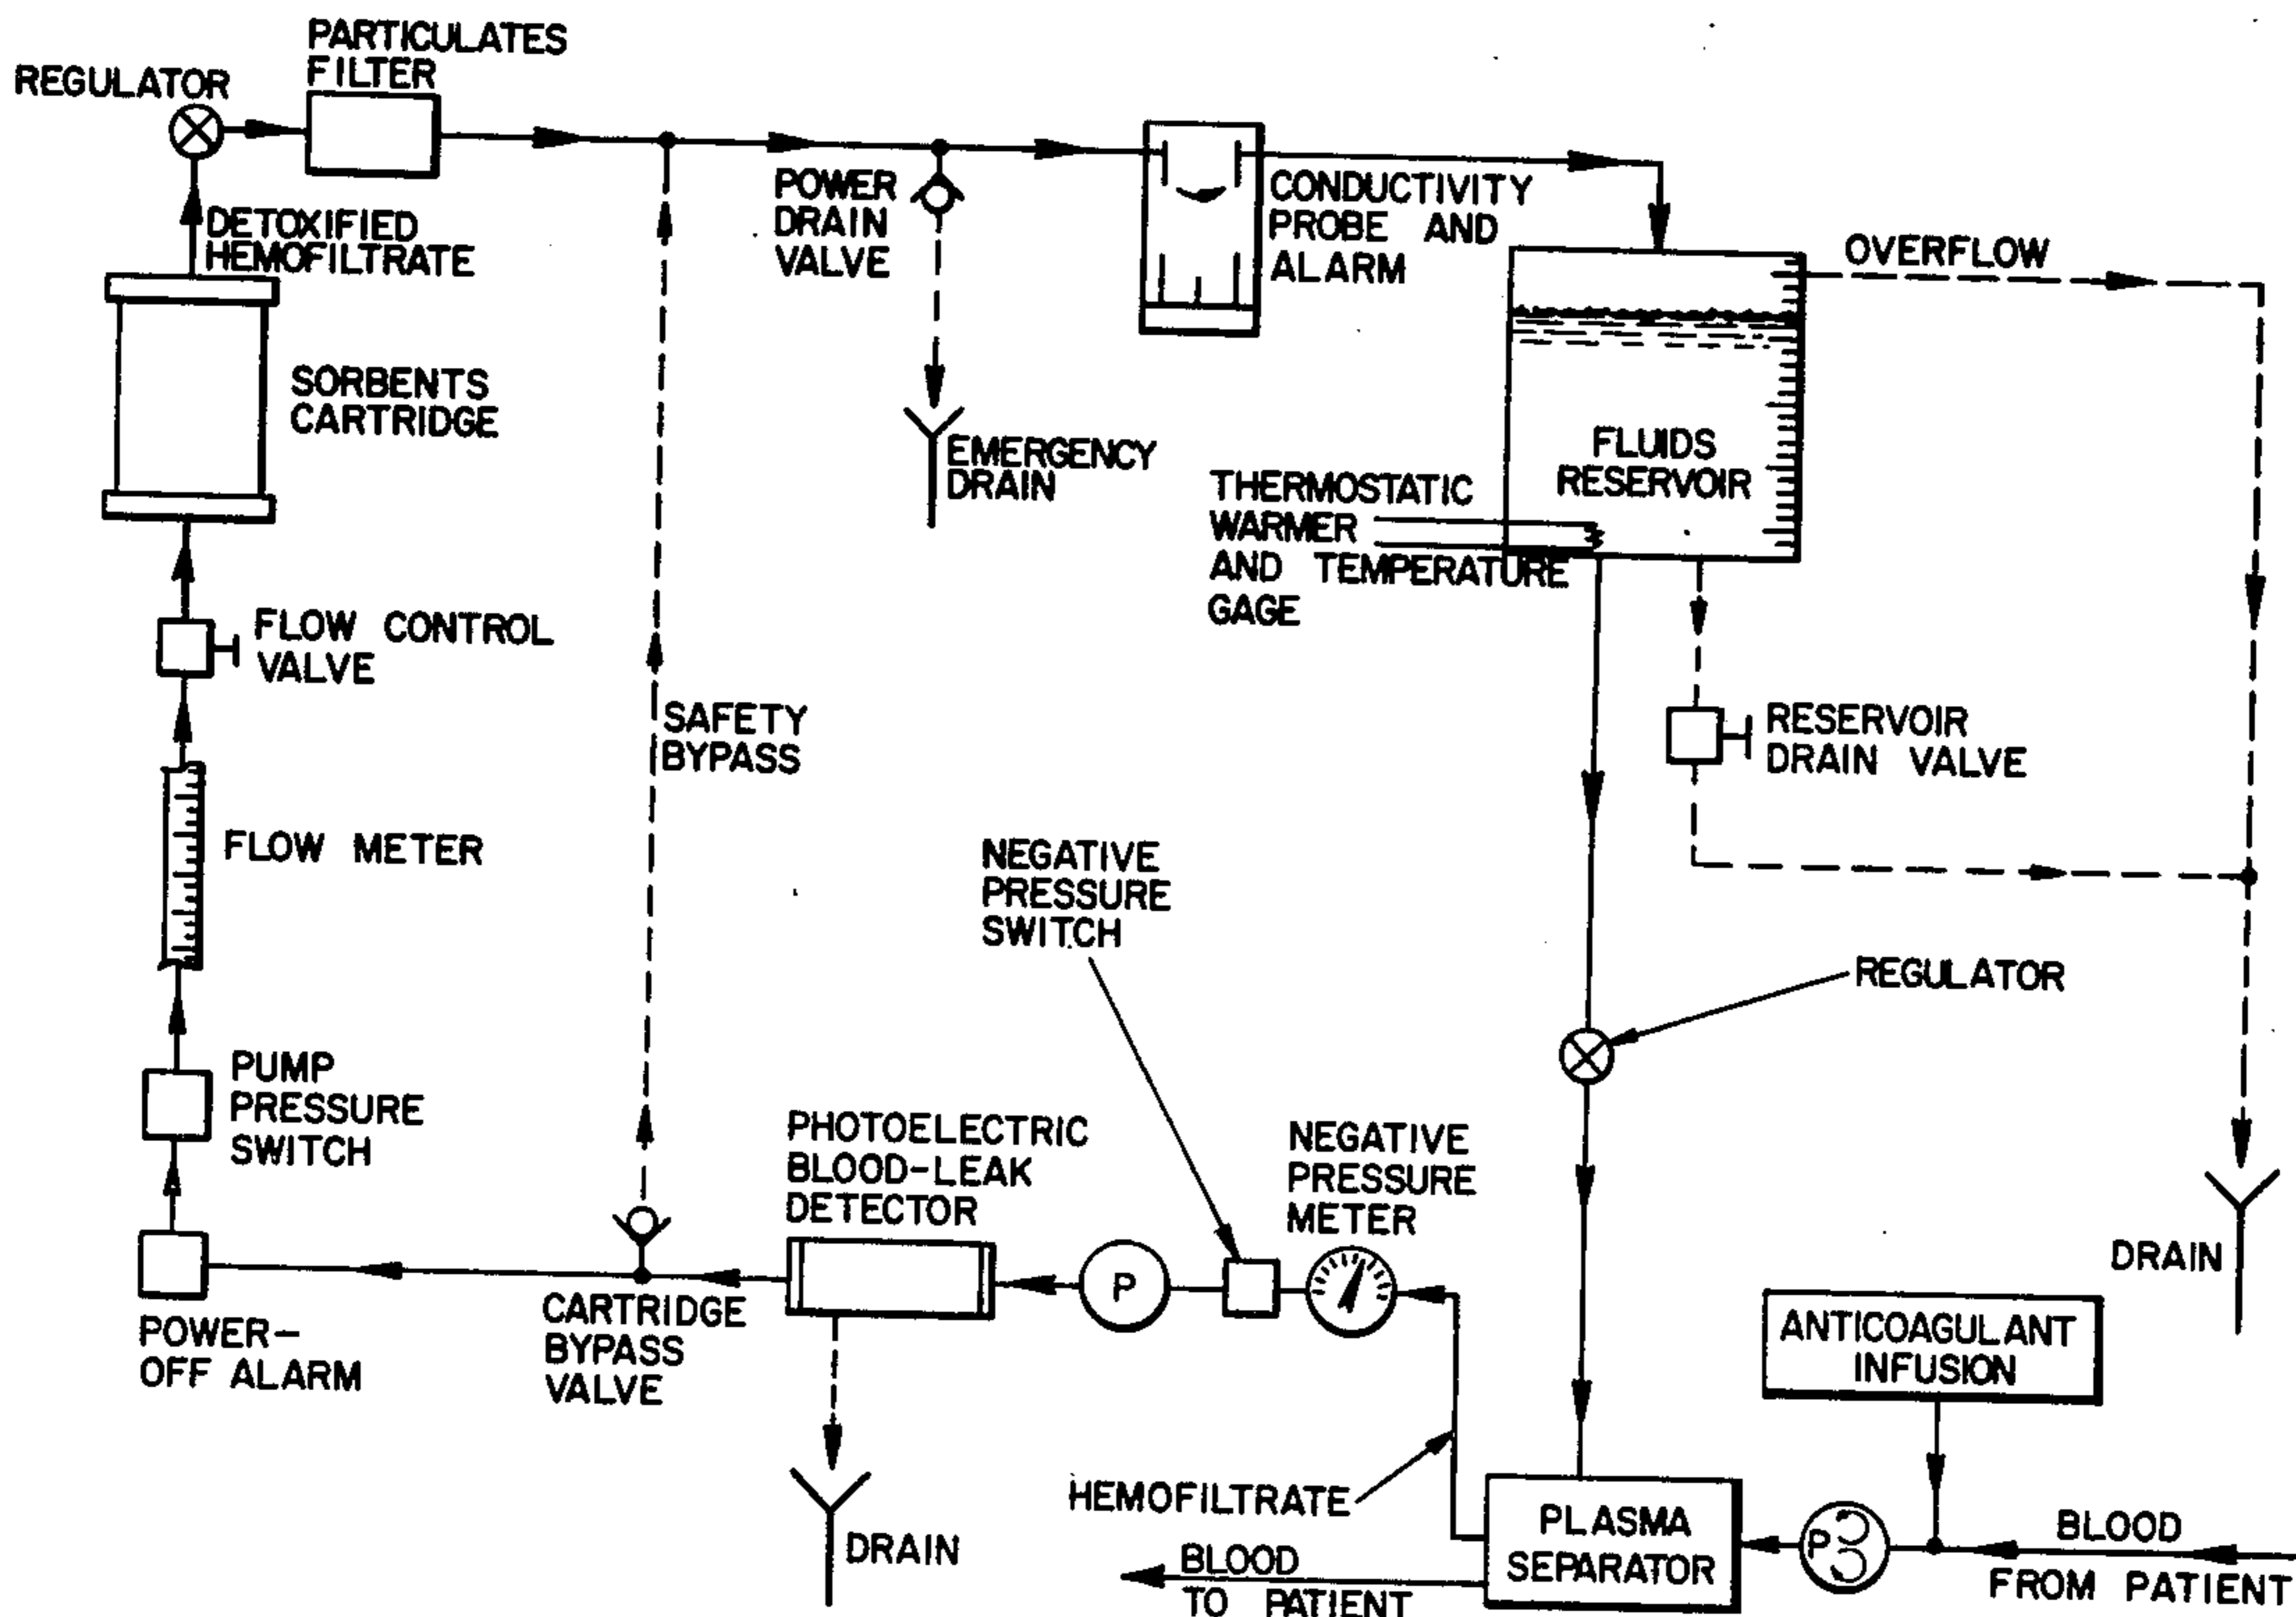 PARTICULATES
FILTER
REGULATOR
DETOXIFIED
HEMOFILTRATE
POWER
DRAIN
VALVE
CONDUCTIVITY
PROBE AND
ALARM
OVERFLOW
SORBENTS
CARTRIDGE
EMERGENCY
DRAIN
FLUIDS
RESERVOIR
THERMOSTATIC
WARMER
AND TEMPERATURE
GAGE
FLOW CONTROL
VALVE
SAFETY
BYPASS
RESERVOIR
DRAIN VALVE
FLOW METER
NEGATIVE
PRESSURE
SWITCH
REGULATOR
PUMP
PRESSURE
SWITCH
PHOTOELECTRIC
BLOOD-LEAK
DETECTOR
NEGATIVE
PRESSURE
METER
P
DRAIN
POWER-
OFF ALARM
CARTRIDGE
BYPASS
VALVE
ANTICOAGULANT
INFUSION
HEMOFILTRATE
DRAIN
PLASMA
SEPARATOR
P
BLOOD
FROM PATIENT
BLOOD
TO PATIENT